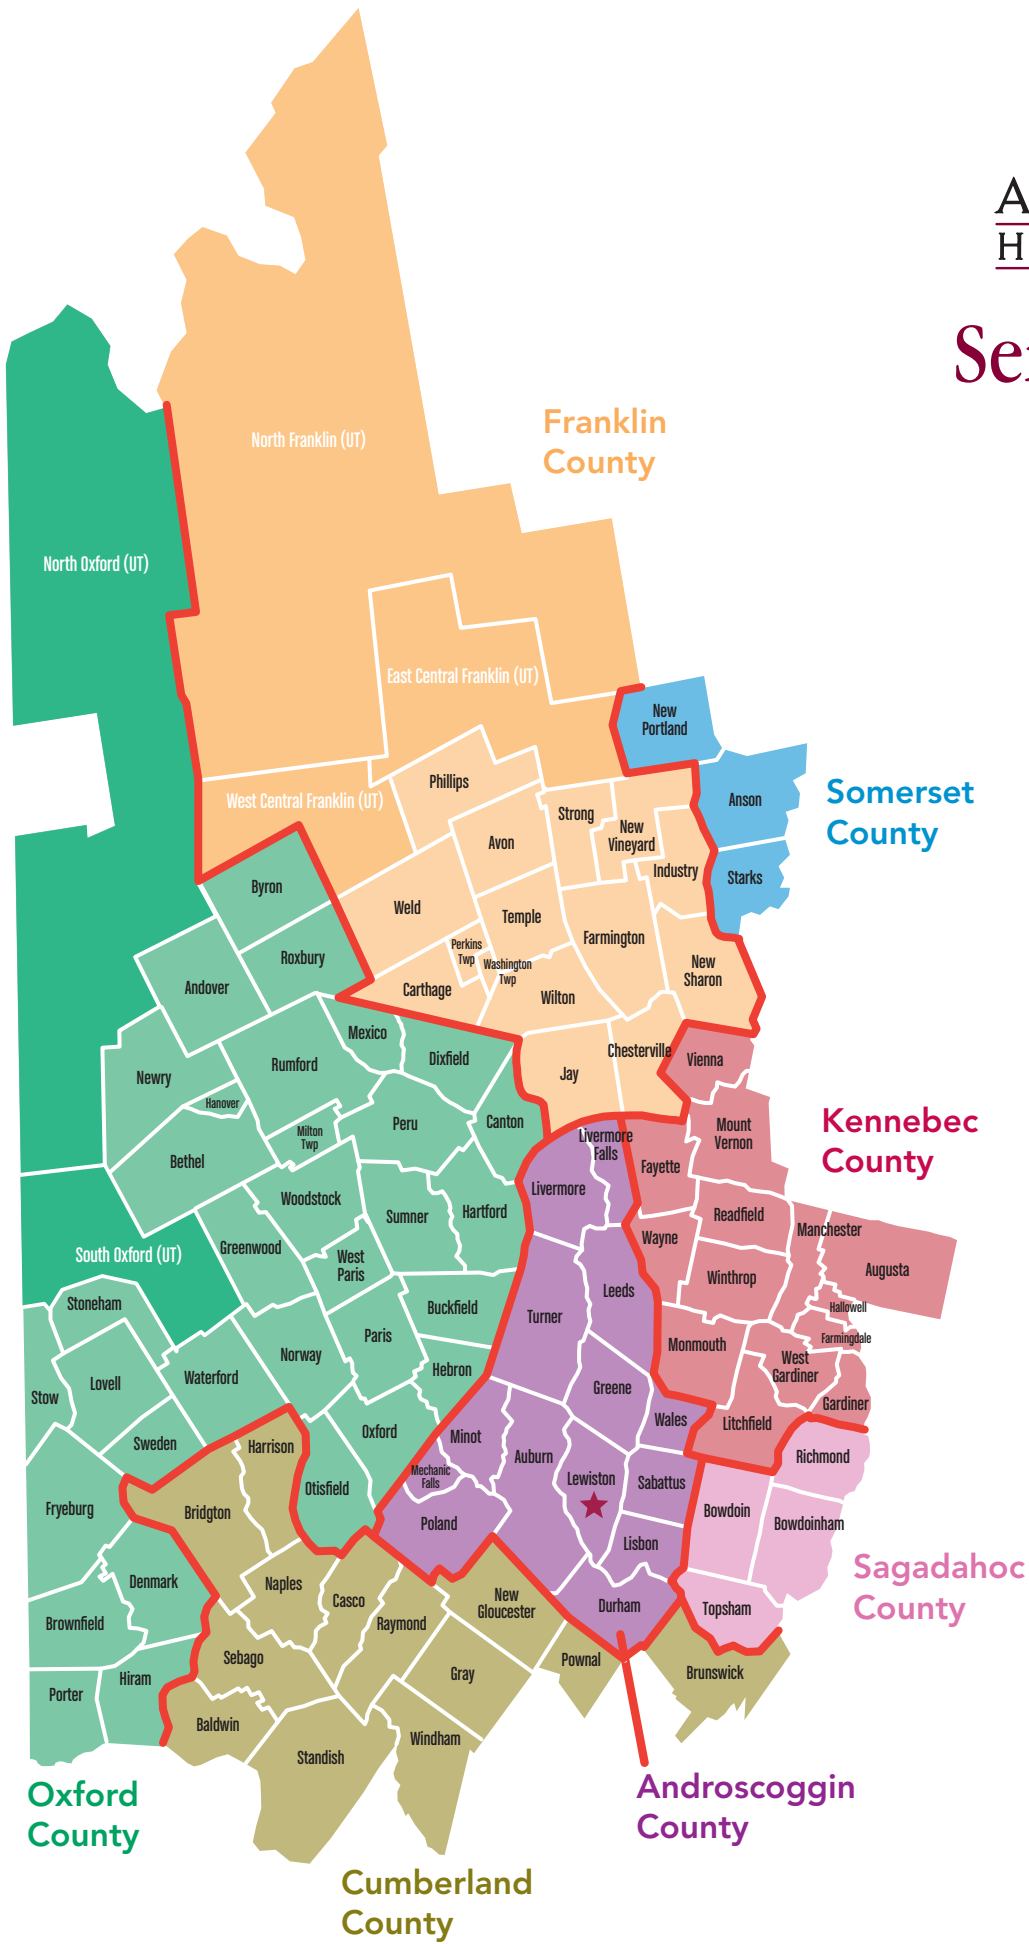 A
H
Ser
Franklin
County
North Franklin (UT)
North Oxford (UT)
East Central Franklin (UT)
New
Portland
West Central Franklin (UT)
Phillips
Strong
New
Vineyard
Anson
Somerset
County
Avon
Industry
Starks
Byron
Weld
Temple
Farmington
Roxbury
Perkins
Twp
Washington
Twp
New
Sharon
Andover
Carthage
Wilton
Mexico
Dixfield
Chesterville
Vienna
Newry
Rumford
Jay
Hanover
Peru
Canton
Mount
Vernon
Kennebec
County
Milton
Twp
Livermore
Falls
Bethel
Fayette
Woodstock
Livermore
Sumner
Hartford
Readfield
Manchester
South Oxford (UT)
Greenwood
West
Paris
Wayne
Winthrop
Augusta
Stoneham
Buckfield
Turner
Leeds
Hallowell
Farmingdale
Paris
Norway
Monmouth
West
Gardiner
Stow
Lovell
Waterford
Hebron
Greene
Gardiner
Sweden
Harrison
Oxford
Minot
Wales
Litchfield
Auburn
Richmond
Mechanic
Falls
Lewiston
Sabattus
Otisfield
Fryeburg
Bridgton
Poland
Bowdoin
Bowdoinham
Lisbon
Denmark
Naples
Casco
New
Gloucester
Durham
Topsham
Sagadahoc
County
Brownfield
Raymond
Sebago
Pownal
Brunswick
Hiram
Porter
Gray
Baldwin
Windham
Standish
Oxford
County
Androscoggin
County
Cumberland
County